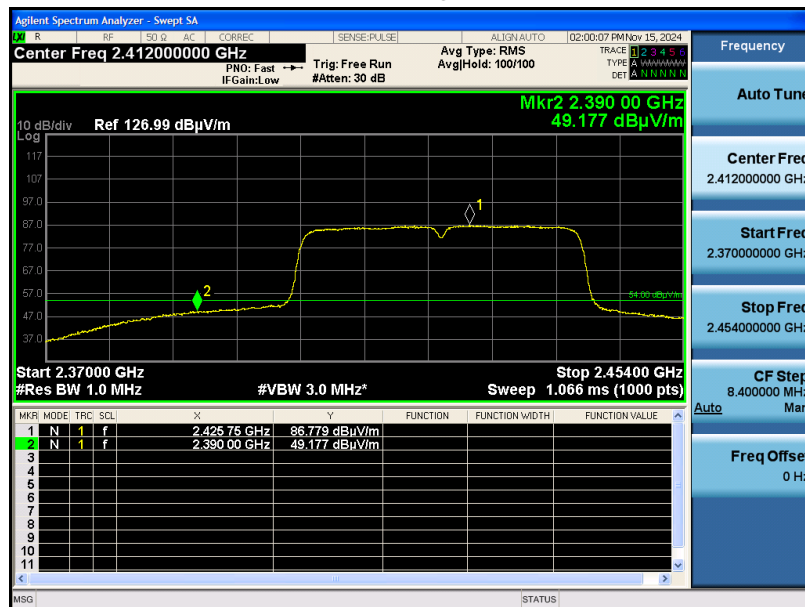 Agilent Spectrum Analyzer - Swept SA
LXI R RF 50 Ω AC CORREC SENSE:PULSE ALIGN AUTO 02:00:07 PM Nov 15, 2024
Center Freq 2.412000000 GHz
PNO: Fast
IFGain:Low
Trig: Free Run
#Atten: 30 dB
Avg Type: RMS
Avg|Hold: 100/100
TRACE 1 2 3 4 5 6
TYPE A
DET A N N N N N
Mkr2 2.390 00 GHz
49.177 dBµV/m
10 dB/div
Log
Ref 126.99 dBµV/m
117
107
97.0
87.0
77.0
67.0
57.0
47.0
37.0
1
2
54.00 dBµV/m
Start 2.37000 GHz
Stop 2.45400 GHz
#Res BW 1.0 MHz
#VBW 3.0 MHz*
Sweep 1.066 ms (1000 pts)
MKR MODE TRC SCL X Y FUNCTION FUNCTION WIDTH FUNCTION VALUE
1 N 1 f 2.425 75 GHz 86.779 dBµV/m
2 N 1 f 2.390 00 GHz 49.177 dBµV/m
3
4
5
6
7
8
9
10
11
MSG
STATUS
Frequency
Auto Tune
Center Freq
2.412000000 GHz
Start Freq
2.370000000 GHz
Stop Freq
2.454000000 GHz
CF Step
8.400000 MHz
Auto Man
Freq Offset
0 Hz